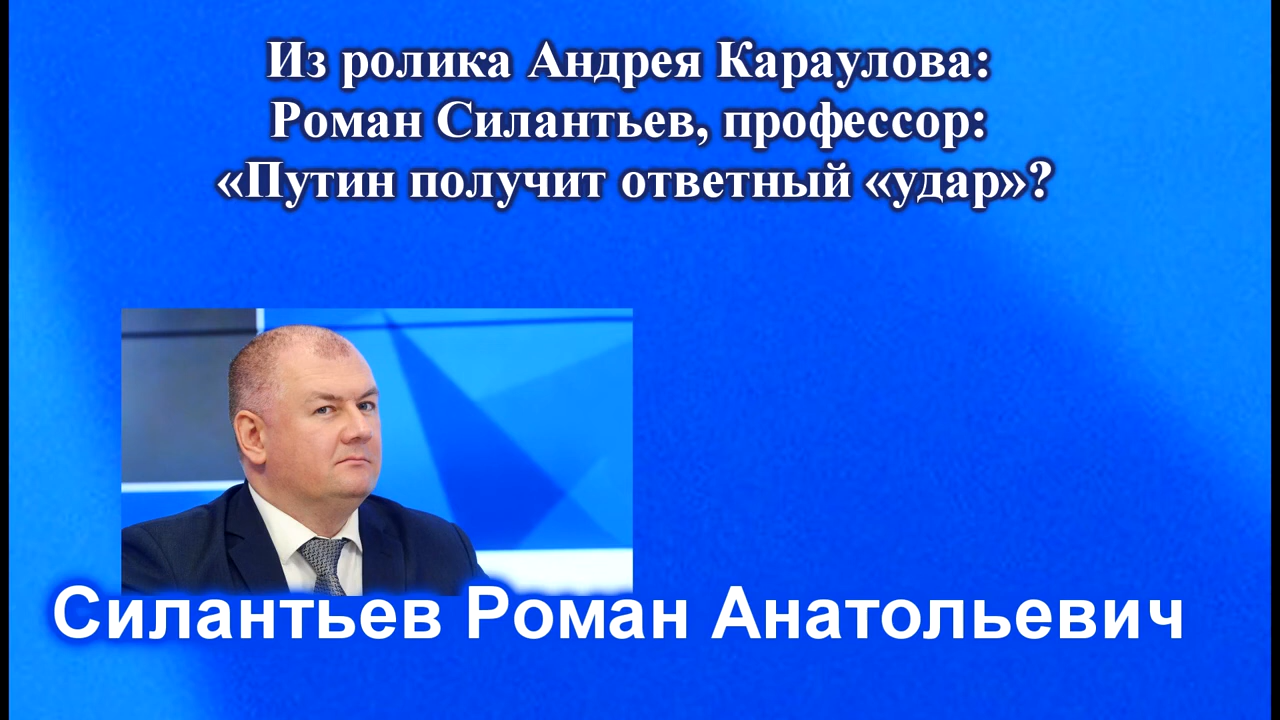 Из ролика Андрея Караулова:
Роман Силантьев, профессор:
«Путин получит ответный «удар»?
Силантьев Роман Анатольевич